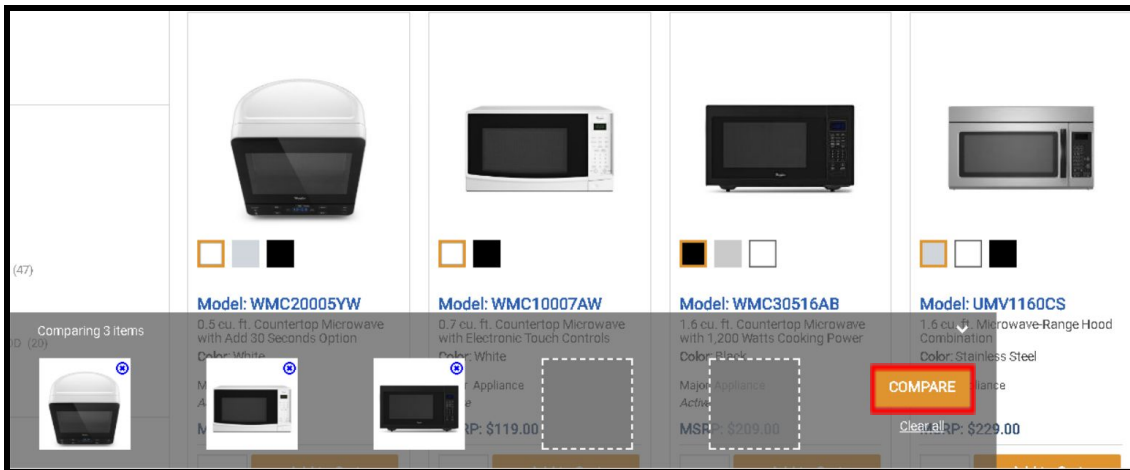 (47)
Model: WMC20005YW
0.5 cu. ft. Countertop Microwave
with Add 30 Seconds Option
Color: White
Model: WMC10007AW
0.7 cu. ft. Countertop Microwave
with Electronic Touch Controls
Color: White
Appliance
MSRP: $119.00
Model: WMC30516AB
1.6 cu. ft. Countertop Microwave
with 1,200 Watts Cooking Power
Color: Black
Major Appliance
Active
MSRP: $209.00
Model: UMV1160CS
1.6 cu. ft. Microwave-Range Hood
Combination
Color: Stainless Steel
MSRP: $229.00
(20)
Comparing 3 items
COMPARE
Clear all